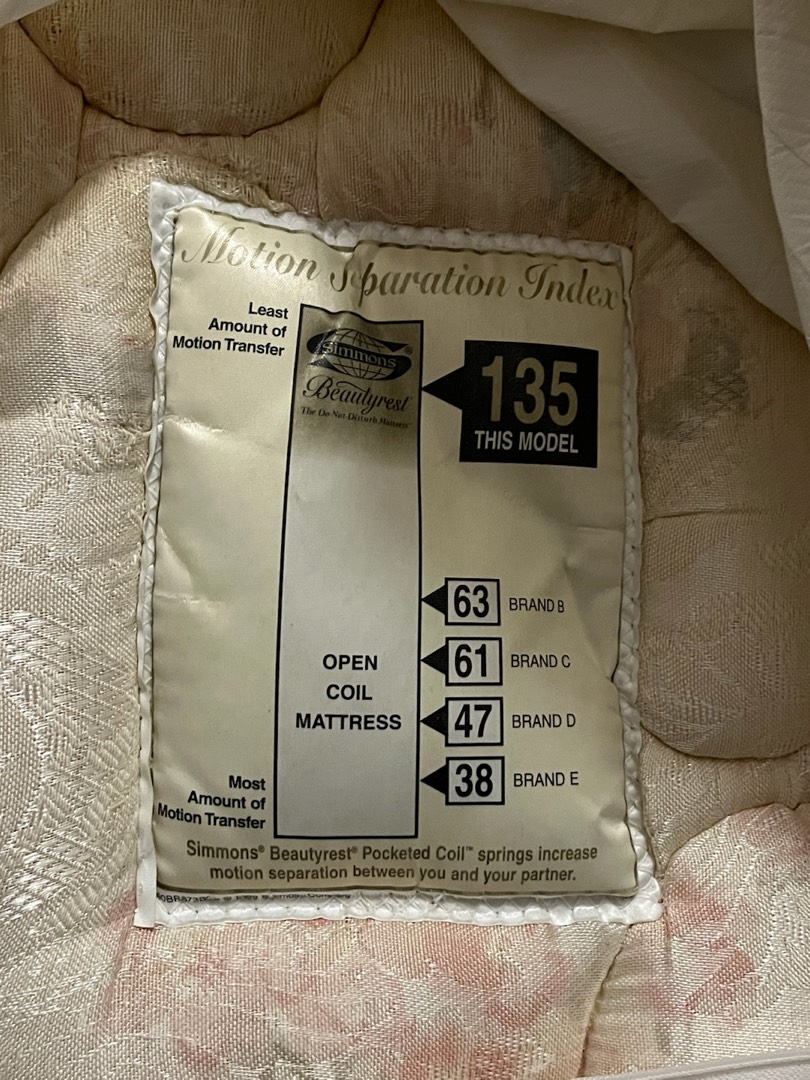 Motion Separation Index
Least
Amount of
Motion Transfer
Simmons®
Beautyrest®
The Do-Not-Disturb Mattress™
135
THIS MODEL
63 BRAND B
61 BRAND C
47 BRAND D
38 BRAND E
OPEN
COIL
MATTRESS
Most
Amount of
Motion Transfer
Simmons® Beautyrest® Pocketed Coil™ springs increase
motion separation between you and your partner.